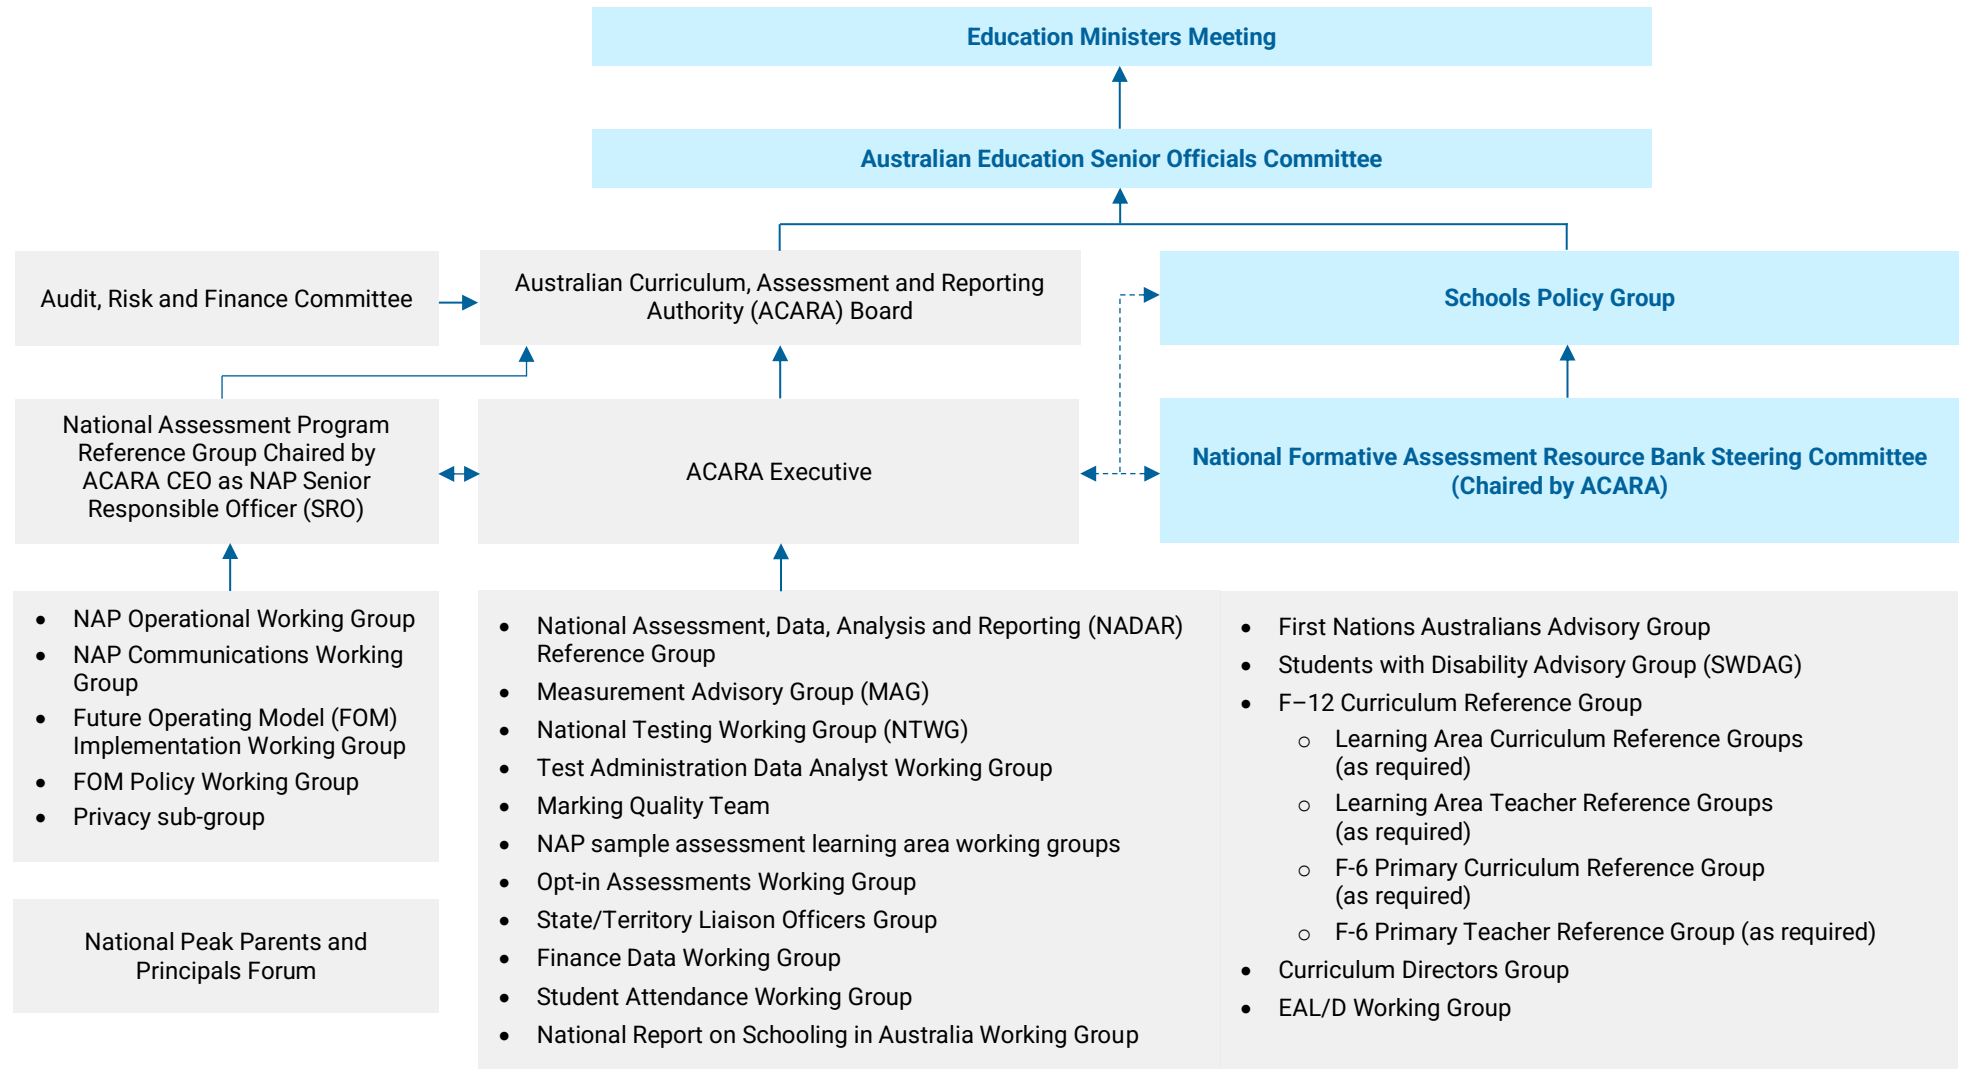 Education Ministers Meeting
Australian Education Senior Officials Committee
Audit, Risk and Finance Committee
Australian Curriculum, Assessment and Reporting
Authority (ACARA) Board
Schools Policy Group
National Assessment Program
Reference Group Chaired by
ACARA CEO as NAP Senior
Responsible Officer (SRO)
ACARA Executive
National Formative Assessment Resource Bank Steering Committee
(Chaired by ACARA)
• NAP Operational Working Group
• NAP Communications Working
Group
• Future Operating Model (FOM)
Implementation Working Group
• FOM Policy Working Group
• Privacy sub-group
National Peak Parents and
Principals Forum
• National Assessment, Data, Analysis and Reporting (NADAR)
Reference Group
• Measurement Advisory Group (MAG)
• National Testing Working Group (NTWG)
• Test Administration Data Analyst Working Group
• Marking Quality Team
• NAP sample assessment learning area working groups
• Opt-in Assessments Working Group
• State/Territory Liaison Officers Group
• Finance Data Working Group
• Student Attendance Working Group
• National Report on Schooling in Australia Working Group
• First Nations Australians Advisory Group
• Students with Disability Advisory Group (SWDAG)
• F–12 Curriculum Reference Group
o Learning Area Curriculum Reference Groups
(as required)
o Learning Area Teacher Reference Groups
(as required)
o F-6 Primary Curriculum Reference Group
(as required)
o F-6 Primary Teacher Reference Group (as required)
• Curriculum Directors Group
• EAL/D Working Group